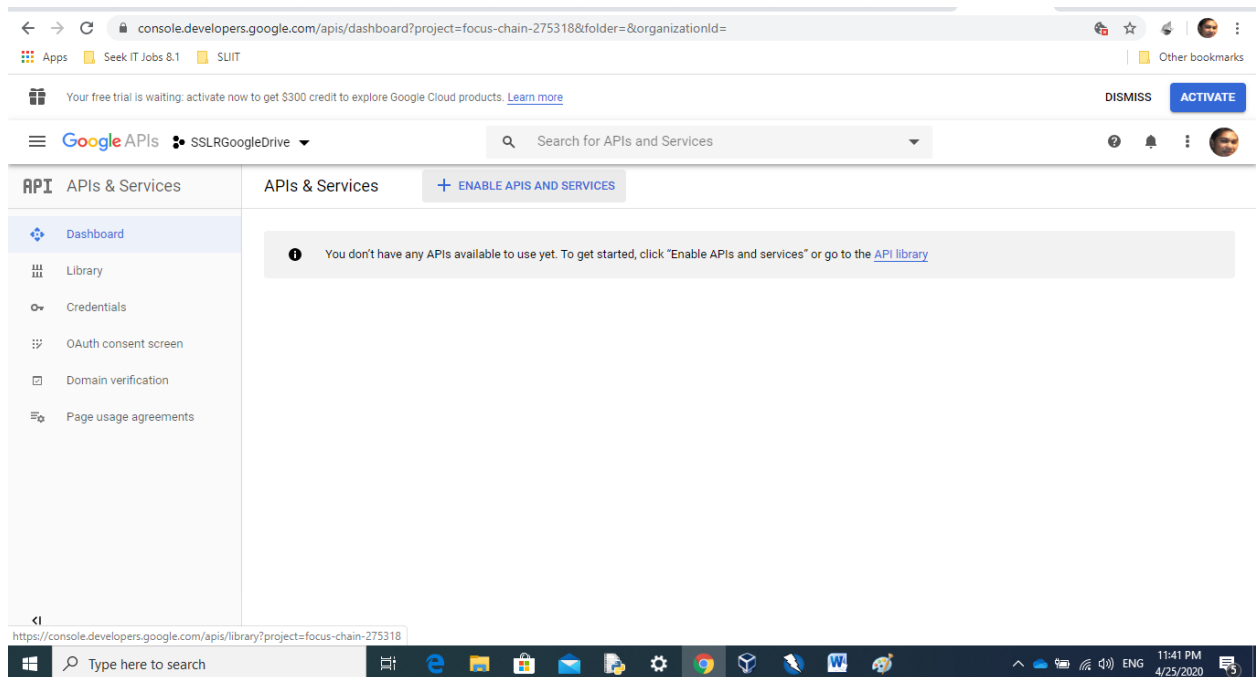 console.developers.google.com/apis/dashboard?project=focus-chain-275318&folder=&organizationId=
Apps Seek IT Jobs 8.1 SLIIT Other bookmarks
Your free trial is waiting: activate now to get $300 credit to explore Google Cloud products. Learn more DISMISS ACTIVATE
Google APIs SSLRGoogleDrive Search for APIs and Services
API APIs & Services APIs & Services + ENABLE APIS AND SERVICES
Dashboard
You don't have any APIs available to use yet. To get started, click “Enable APIs and services” or go to the API library
Library
Credentials
OAuth consent screen
Domain verification
Page usage agreements
https://console.developers.google.com/apis/library?project=focus-chain-275318
Type here to search ENG 11:41 PM
4/25/2020 5